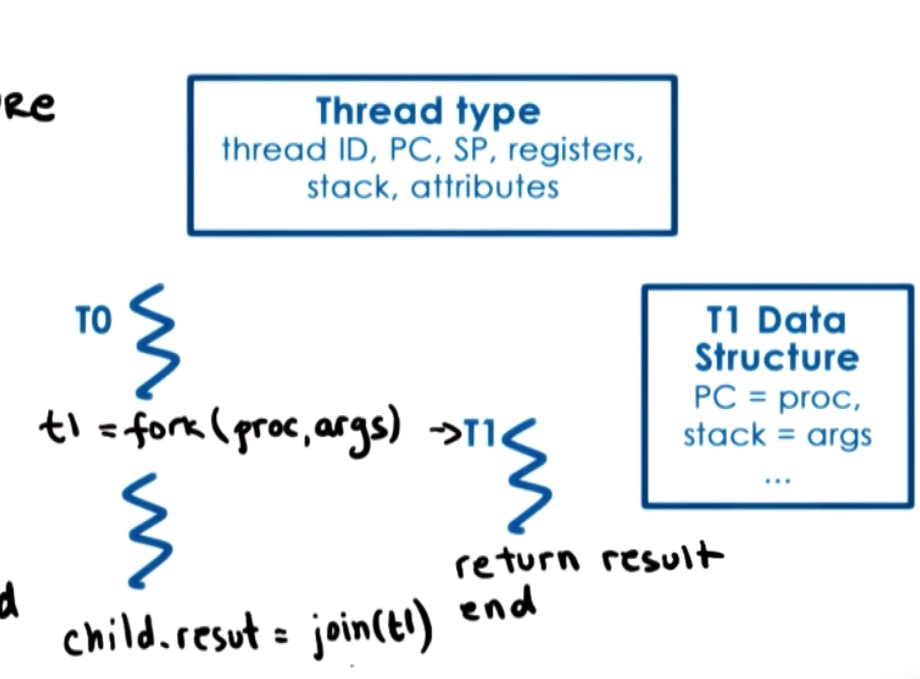 Re
Thread type
thread ID, PC, SP, registers,
stack, attributes
T0
t1 = fork(proc, args) → T1
T1 Data
Structure
PC = proc,
stack = args
...
return result
end
d
child.resut = join(t1)